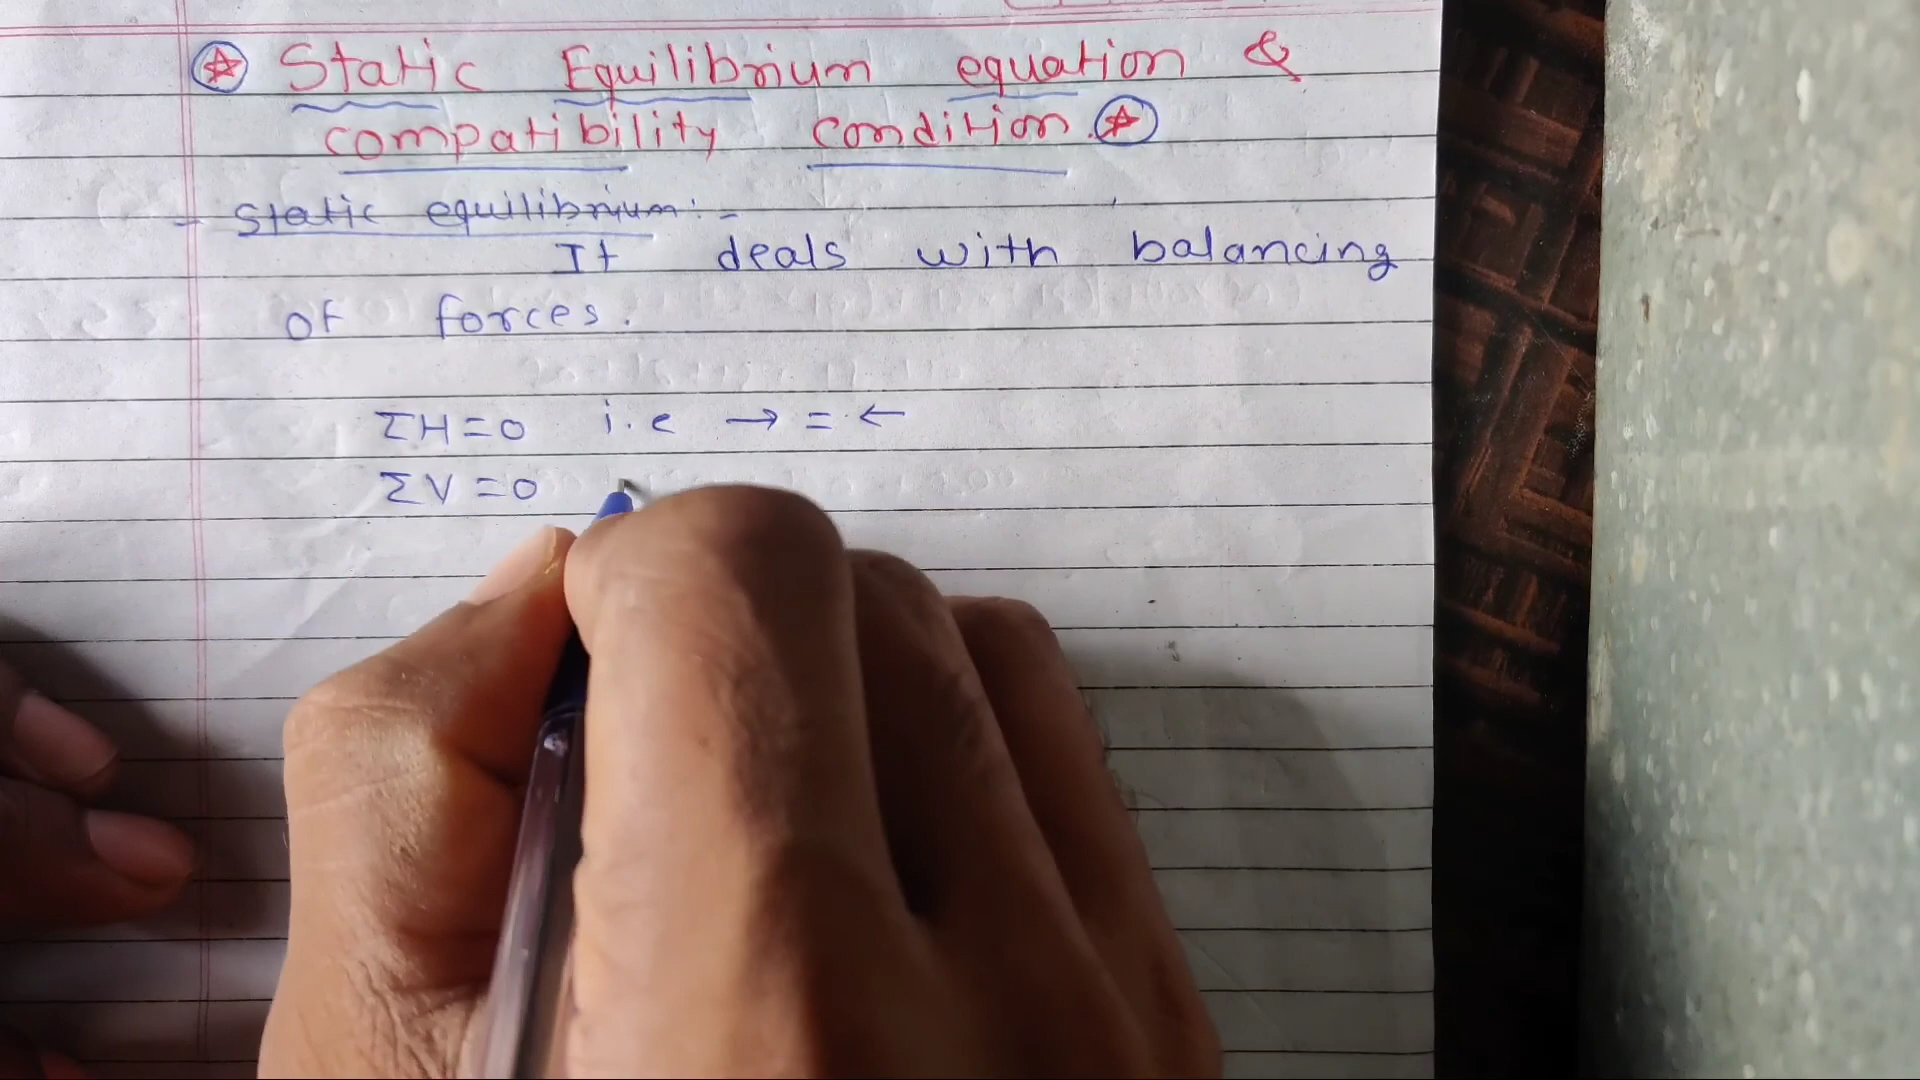 Static Equilibrium equation &
compatibility condition.
- Static equilibrium:-
It deals with balancing
of forces.
ΣH=0 i.e → = ←
ΣV=0